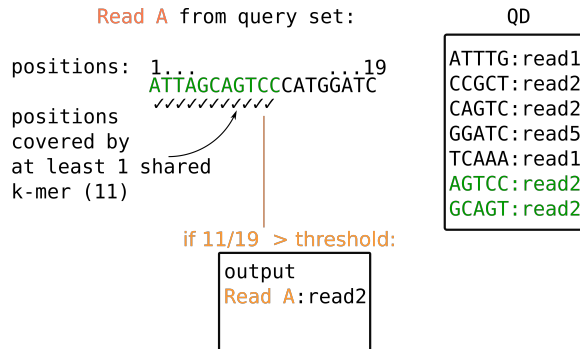 Read A from query set:
QD
positions: 1... ...19
ATTAGCAGTCCCATGGATC
✓✓✓✓✓✓✓✓✓✓✓
positions
covered by
at least 1 shared
k-mer (11)
ATTTG:read1
CCGCT:read2
CAGTC:read2
GGATC:read5
TCAAA:read1
AGTCC:read2
GCAGT:read2
if 11/19 > threshold:
output
Read A:read2